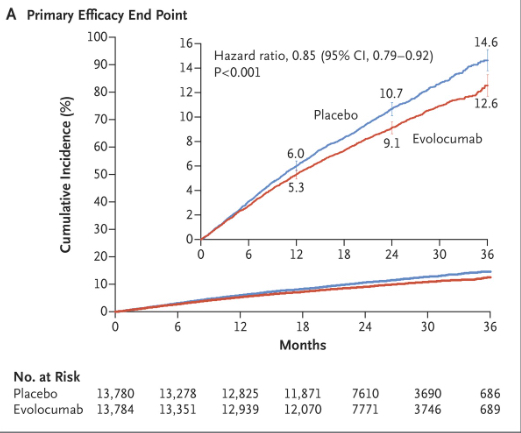 A Primary Efficacy End Point
Cumulative Incidence (%)
100
90
80
70
60
50
40
30
20
10
0
16
14
12
10
8
6
4
2
0
Hazard ratio, 0.85 (95% CI, 0.79–0.92)
P<0.001
14.6
10.7
Placebo
12.6
6.0
9.1
Evolocumab
5.3
0 6 12 18 24 30 36
0 6 12 18 24 30 36
Months
No. at Risk
Placebo 13,780 13,278 12,825 11,871 7610 3690 686
Evolocumab 13,784 13,351 12,939 12,070 7771 3746 689